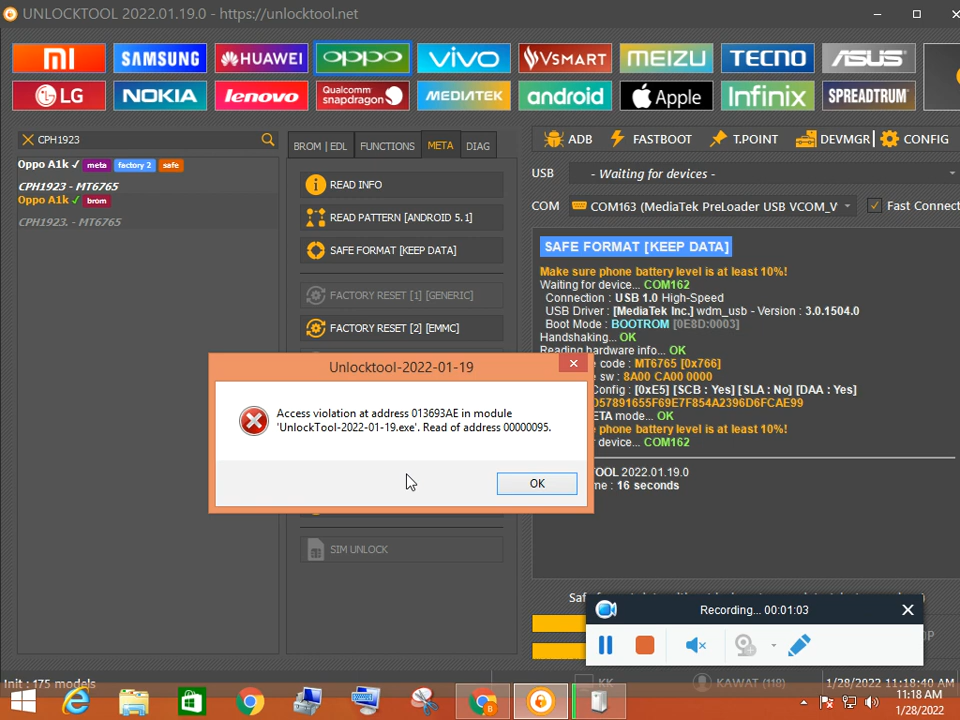 UNLOCKTOOL 2022.01.19.0 - https://unlocktool.net
mi SAMSUNG HUAWEI oppo vivo VSMART MEIZU TECNO ASUS
LG NOKIA lenovo Qualcomm snapdragon MEDIATEK android Apple Infinix SPREADTRUM
CPH1923
Oppo A1k ✓ meta factory 2 safe
CPH1923 - MT6765
Oppo A1k ✓ brom
CPH1923. - MT6765
BROM | EDL FUNCTIONS META DIAG
READ INFO
READ PATTERN [ANDROID 5.1]
SAFE FORMAT [KEEP DATA]
FACTORY RESET [1] [GENERIC]
FACTORY RESET [2] [EMMC]
SIM UNLOCK
ADB FASTBOOT T.POINT DEVMGR CONFIG
USB - Waiting for devices -
COM COM163 (MediaTek PreLoader USB VCOM_V Fast Connect
SAFE FORMAT [KEEP DATA]
Make sure phone battery level is at least 10%!
Waiting for device... COM162
Connection : USB 1.0 High-Speed
USB Driver : [MediaTek Inc.] wdm_usb - Version : 3.0.1504.0
Boot Mode : BOOTROM [0E8D:0003]
Handshaking... OK
Reading hardware info... OK
code : MT6765 [0x766]
sw : 8A00 CA00 0000
Config : [0xE5] [SCB : Yes] [SLA : No] [DAA : Yes]
D57891655F69E7F854A2396D6FCAE99
ETA mode... OK
phone battery level is at least 10%!
device... COM162
TOOL 2022.01.19.0
me : 16 seconds
Unlocktool-2022-01-19
Access violation at address 013693AE in module
'UnlockTool-2022-01-19.exe'. Read of address 00000095.
OK
Recording... 00:01:03
Init : 175 models
KK
KAWAT (118)
1/28/2022 11:18:40 AM
11:18 AM
1/28/2022